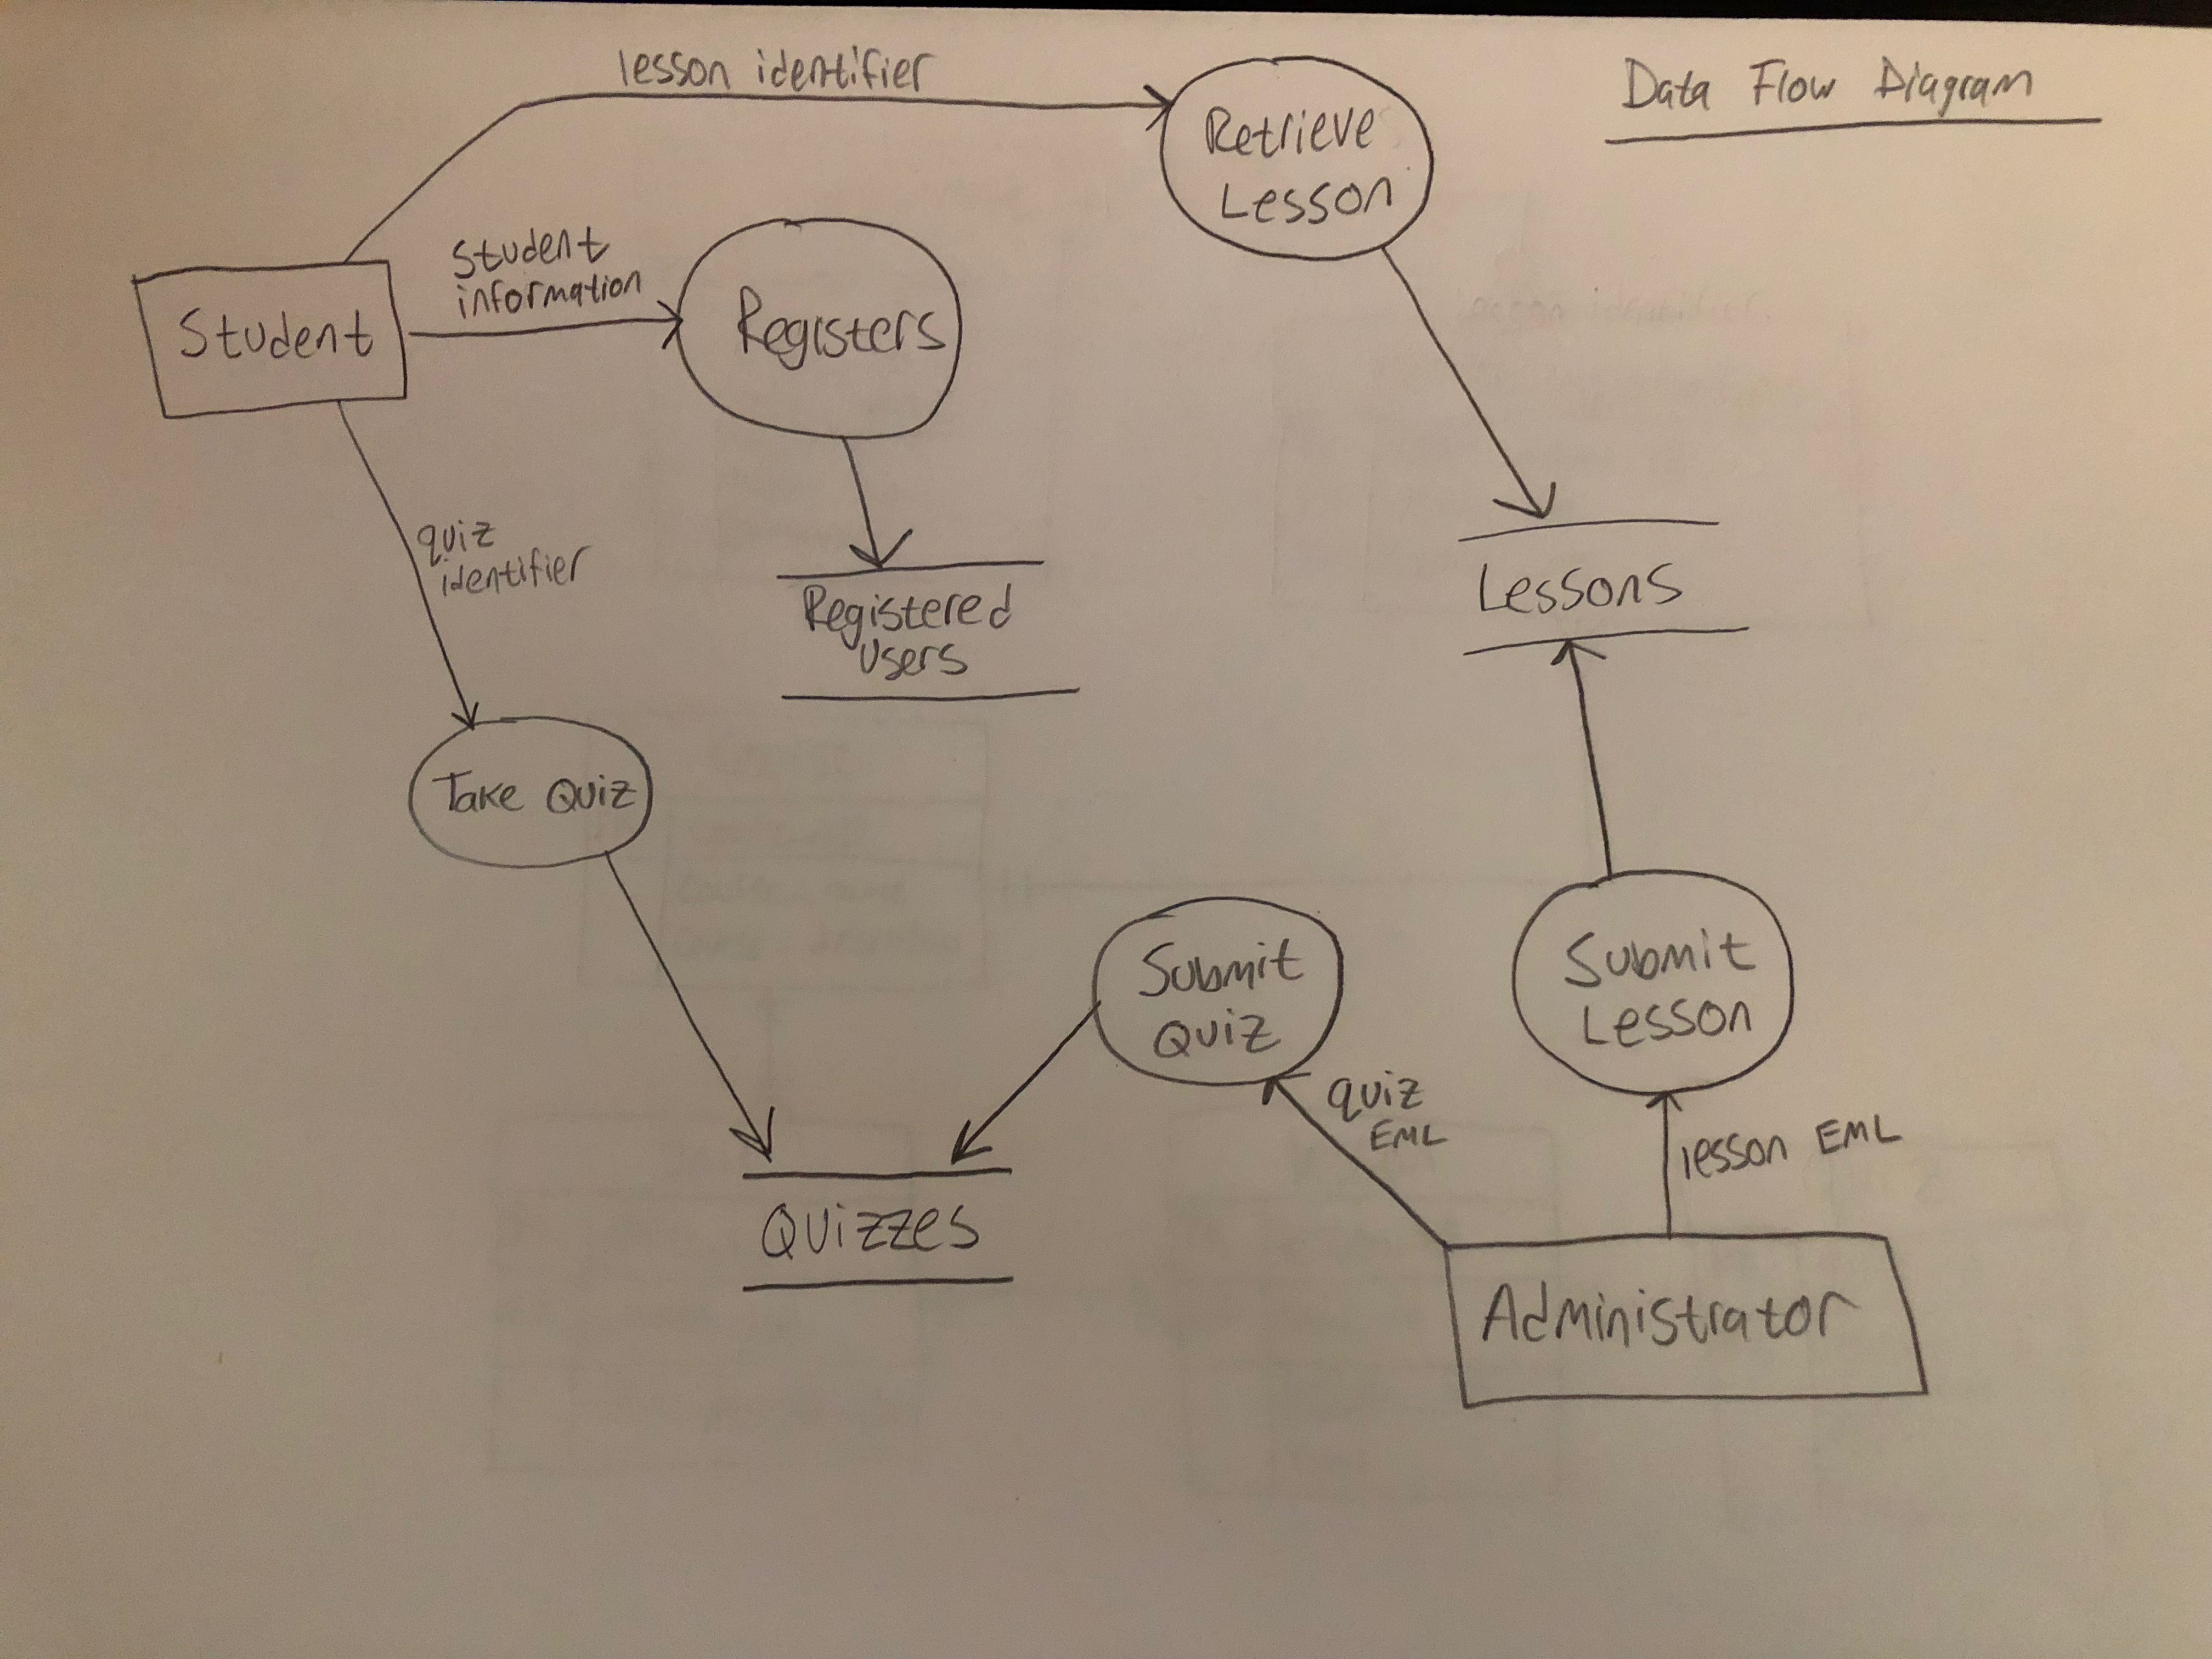 Data Flow Diagram
lesson identifier
Retrieve
Lesson
Student
information
Student
Registers
quiz
identifier
Registered
Users
Lessons
Take Quiz
Submit
Quiz
Submit
Lesson
quiz
EML
lesson EML
Quizzes
Administrator